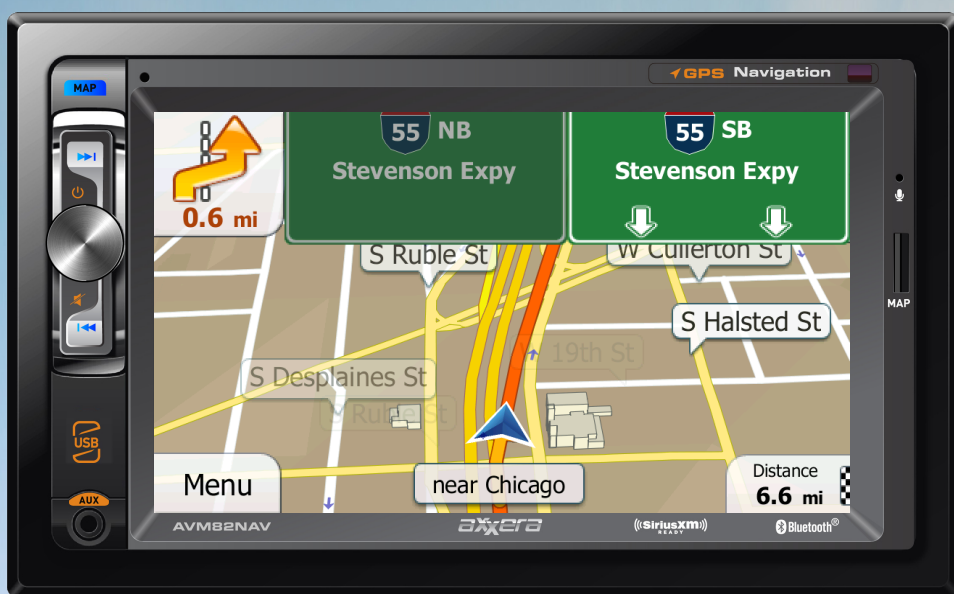 MAP
GPS Navigation
55 NB
Stevenson Expy
55 SB
Stevenson Expy
0.6 mi
S Ruble St
W Cullerton St
S Halsted St
W 19th St
S Desplaines St
S Ruble St
MAP
USB
Menu
near Chicago
Distance
6.6 mi
AUX
AVM82NAV
axxera
((SiriusXM))
READY
Bluetooth®